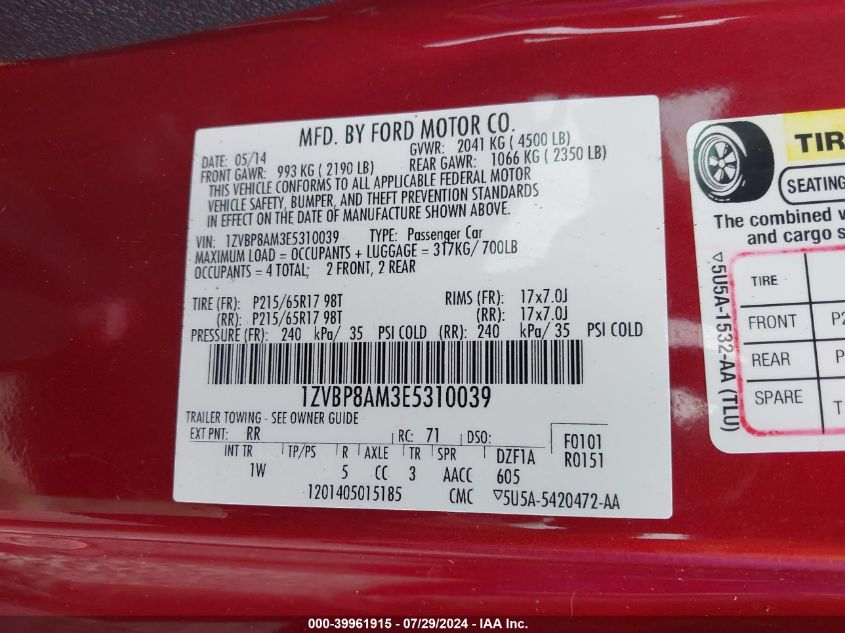 MFD. BY FORD MOTOR CO.
DATE: 05/14 GVWR: 2041 KG ( 4500 LB)
FRONT GAWR: 993 KG ( 2190 LB) REAR GAWR: 1066 KG ( 2350 LB)
THIS VEHICLE CONFORMS TO ALL APPLICABLE FEDERAL MOTOR
VEHICLE SAFETY, BUMPER, AND THEFT PREVENTION STANDARDS
IN EFFECT ON THE DATE OF MANUFACTURE SHOWN ABOVE.
VIN: 1ZVBP8AM3E5310039 TYPE: Passenger Car
MAXIMUM LOAD = OCCUPANTS + LUGGAGE = 317KG/ 700LB
OCCUPANTS = 4 TOTAL; 2 FRONT, 2 REAR
TIRE (FR): P215/65R17 98T RIMS (FR): 17x7.0J
(RR): P215/65R17 98T (RR): 17x7.0J
PRESSURE (FR): 240 kPa/ 35 PSI COLD (RR): 240 kPa/ 35 PSI COLD
1ZVBP8AM3E5310039
TRAILER TOWING - SEE OWNER GUIDE
EXT PNT: RR RC: 71 DSO: F0101
INT TR TP/PS R AXLE TR SPR DZF1A R0151
1W 5 CC 3 AACC 605
1201405015185 CMC ▽5U5A-5420472-AA
TIR
SEATING
The combined
and cargo s
TIRE
FRONT P2
REAR P
SPARE T
▽5U5A-1532-AA (TLU)
000-39961915 - 07/29/2024 - IAA Inc.